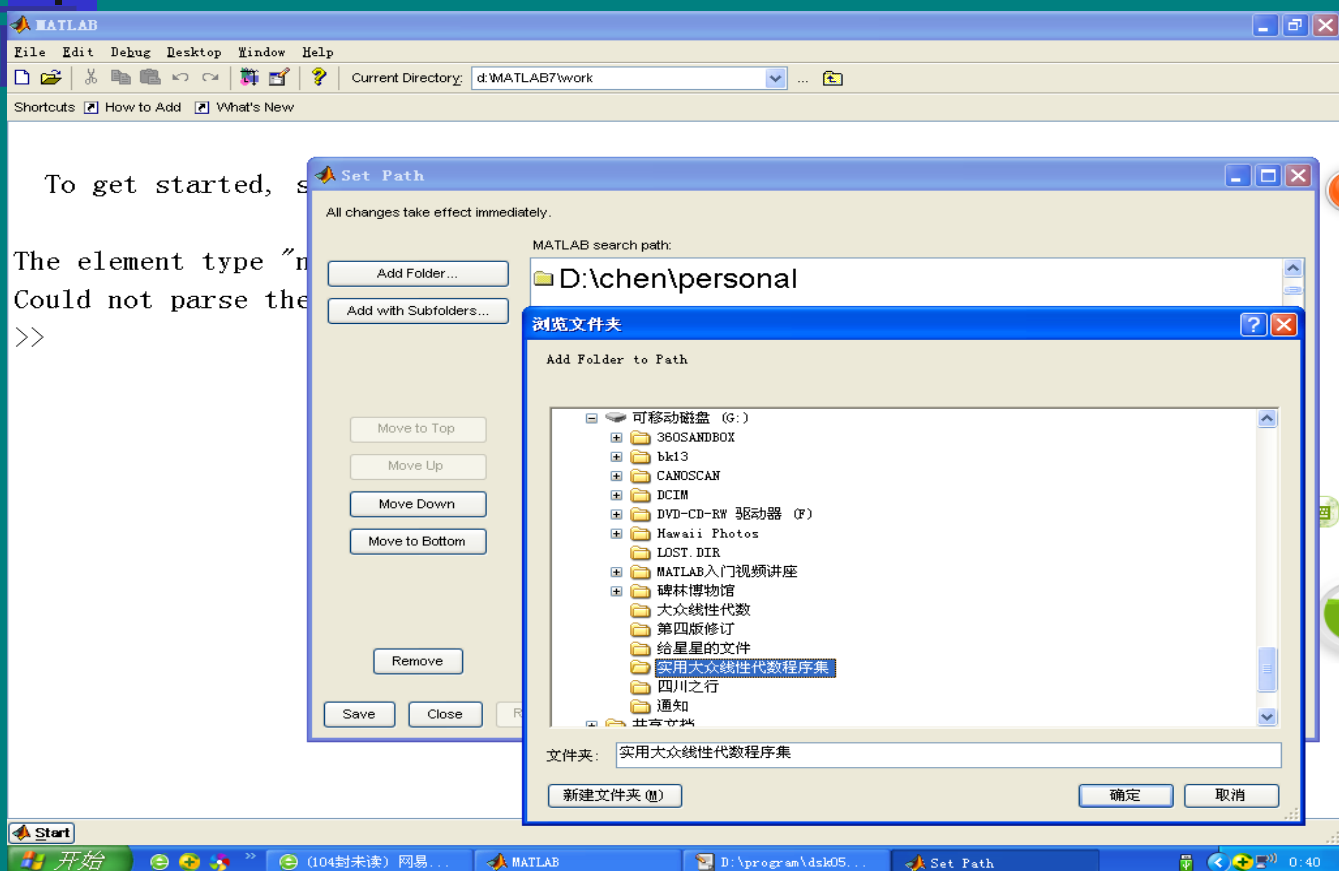 MATLAB
File Edit Debug Desktop Window Help
Current Directory: d:\MATLAB7\work ...
Shortcuts How to Add What's New
To get started, s
Set Path
All changes take effect immediately.
MATLAB search path:
The element type "n
Add Folder...
D:\chen\personal
Could not parse the
Add with Subfolders...
>>
浏览文件夹
Add Folder to Path
可移动磁盘 (G:)
360SANDBOX
bk13
CANOSCAN
DCIM
DVD-CD-RW 驱动器 (F)
Hawaii Photos
LOST.DIR
MATLAB入门视频讲座
碑林博物馆
大众线性代数
第四版修订
给星星的文件
实用大众线性代数程序集
四川之行
通知
共享文档
Move to Top
Move Up
Move Down
Move to Bottom
Remove
Save Close R
文件夹: 实用大众线性代数程序集
新建文件夹(M) 确定 取消
Start
开始 » (104封未读) 网易... MATLAB D:\program\dsk05... Set Path 0:40